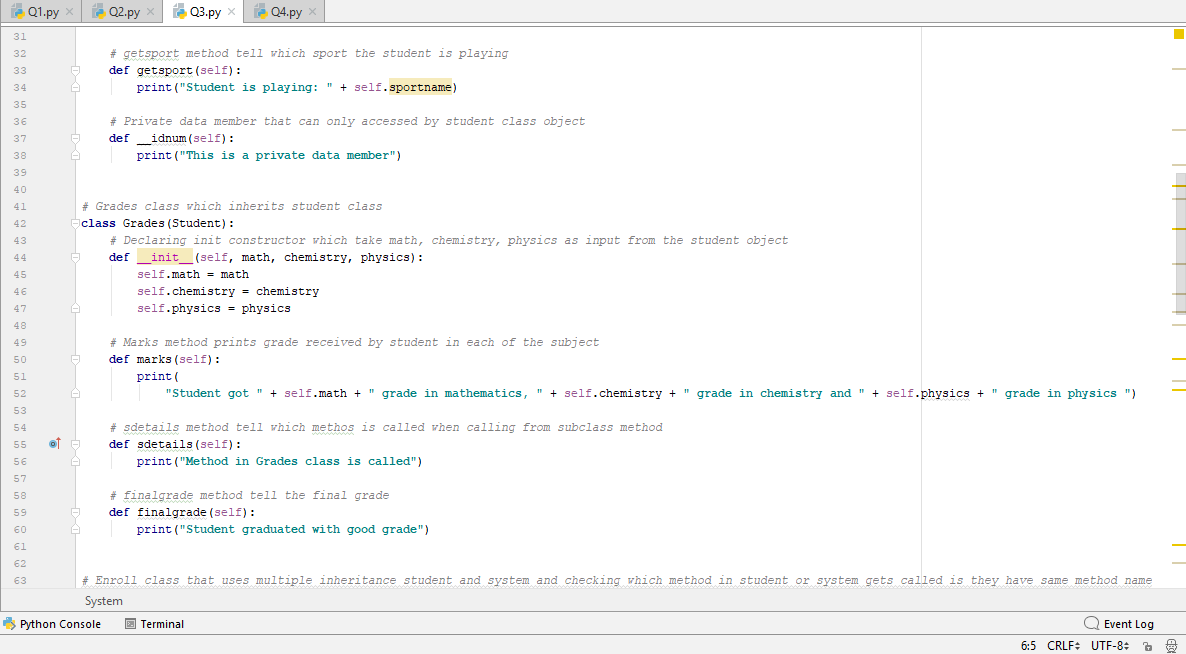 Q1.py Q2.py Q3.py Q4.py
31
32 # getsport method tell which sport the student is playing
33 def getsport(self):
34 print("Student is playing: " + self.sportname)
35
36 # Private data member that can only accessed by student class object
37 def __idnum(self):
38 print("This is a private data member")
39
40
41 # Grades class which inherits student class
42 class Grades(Student):
43 # Declaring init constructor which take math, chemistry, physics as input from the student object
44 def __init__(self, math, chemistry, physics):
45 self.math = math
46 self.chemistry = chemistry
47 self.physics = physics
48
49 # Marks method prints grade received by student in each of the subject
50 def marks(self):
51 print(
52 "Student got " + self.math + " grade in mathematics, " + self.chemistry + " grade in chemistry and " + self.physics + " grade in physics ")
53
54 # sdetails method tell which methos is called when calling from subclass method
55 def sdetails(self):
56 print("Method in Grades class is called")
57
58 # finalgrade method tell the final grade
59 def finalgrade(self):
60 print("Student graduated with good grade")
61
62
63 # Enroll class that uses multiple inheritance student and system and checking which method in student or system gets called is they have same method name
System
Python Console Terminal Event Log
6:5 CRLF UTF-8